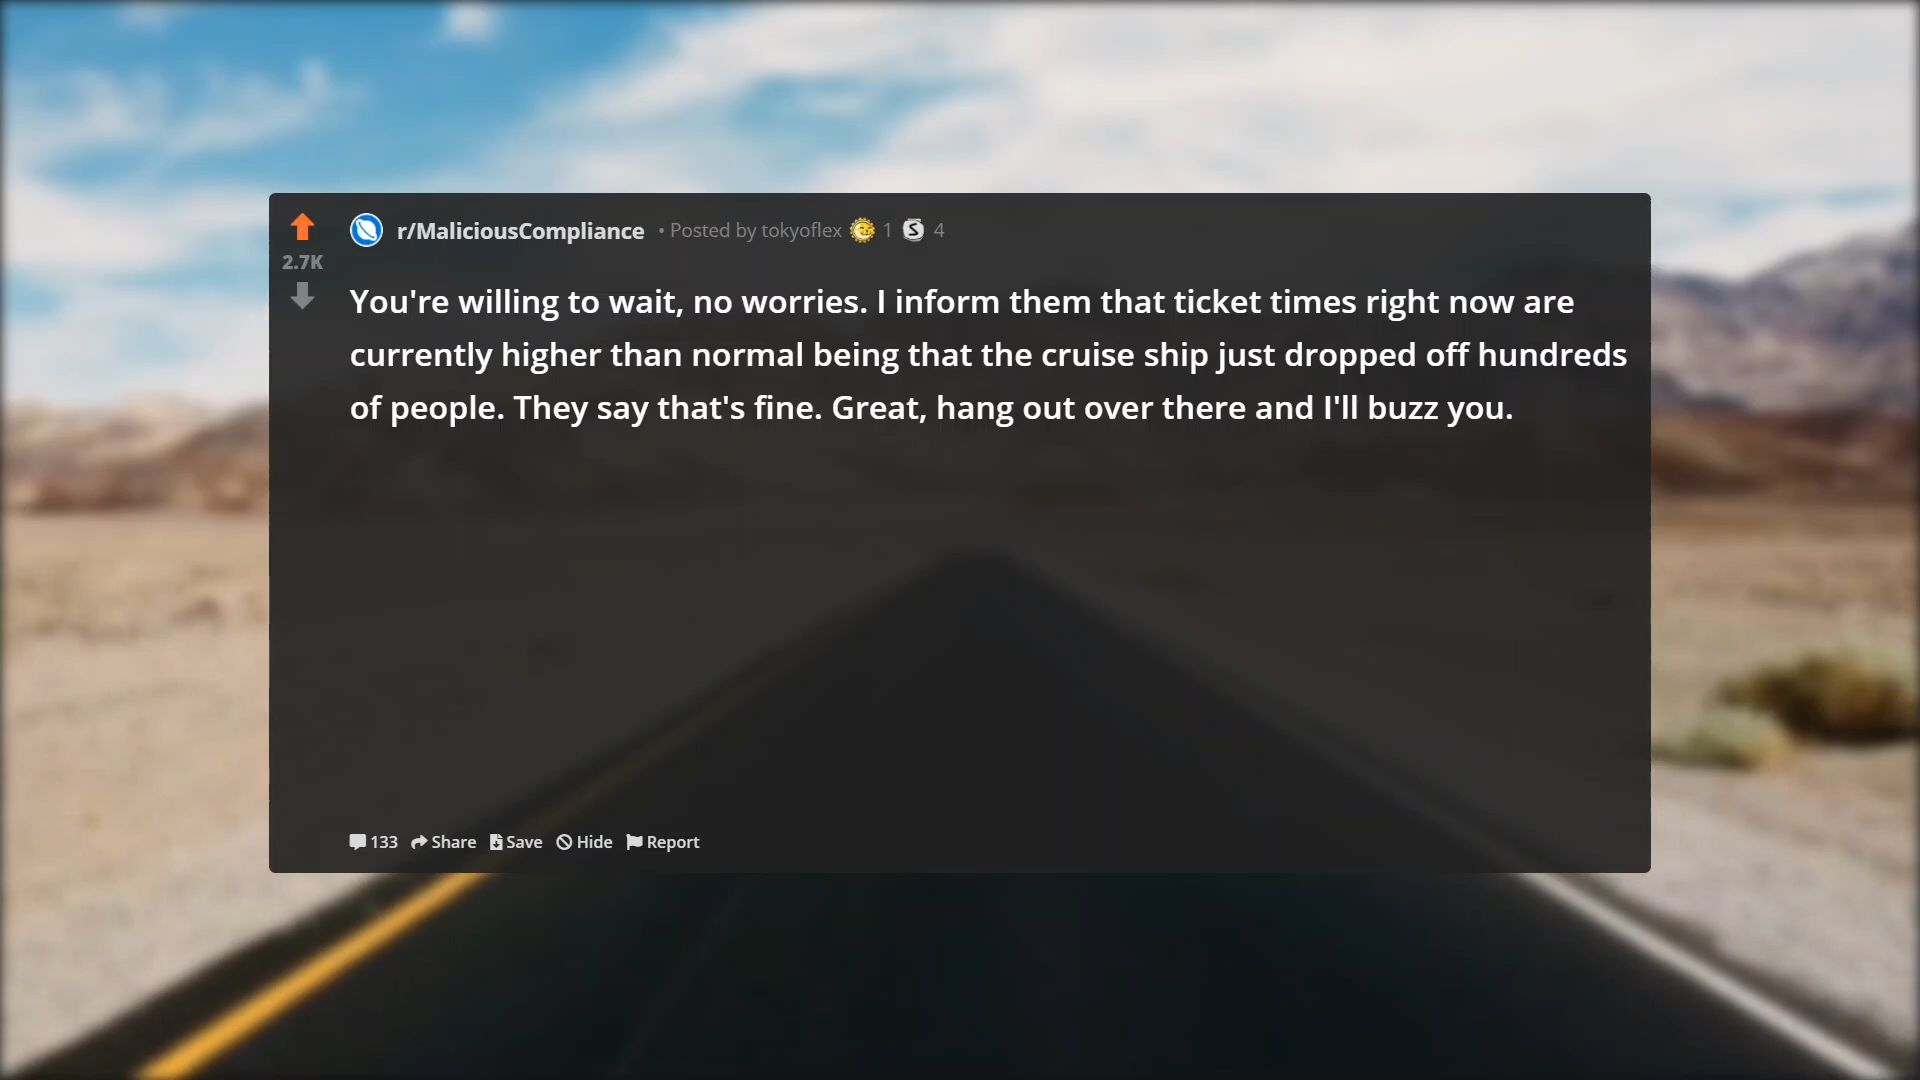 r/MaliciousCompliance • Posted by tokyoflex 1 S 4
2.7K
You're willing to wait, no worries. I inform them that ticket times right now are
currently higher than normal being that the cruise ship just dropped off hundreds
of people. They say that's fine. Great, hang out over there and I'll buzz you.
133 Share Save Hide Report